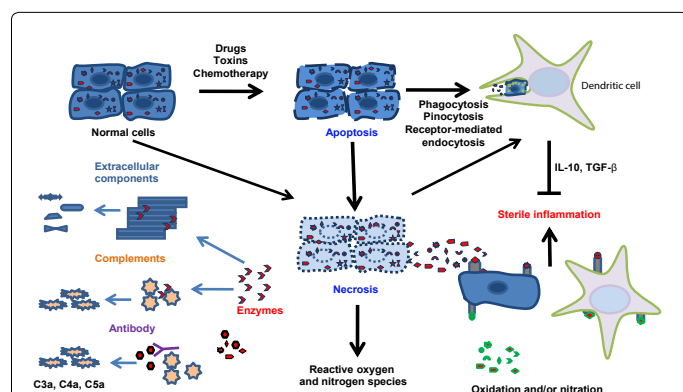 Drugs
Toxins
Chemotherapy
Normal cells
Apoptosis
Phagocytosis
Pinocytosis
Receptor-mediated
endocytosis
Dendritic cell
IL-10, TGF-β
Sterile inflammation
Extracellular
components
Complements
Enzymes
Necrosis
Antibody
C3a, C4a, C5a
Reactive oxygen
and nitrogen species
Oxidation and/or nitration